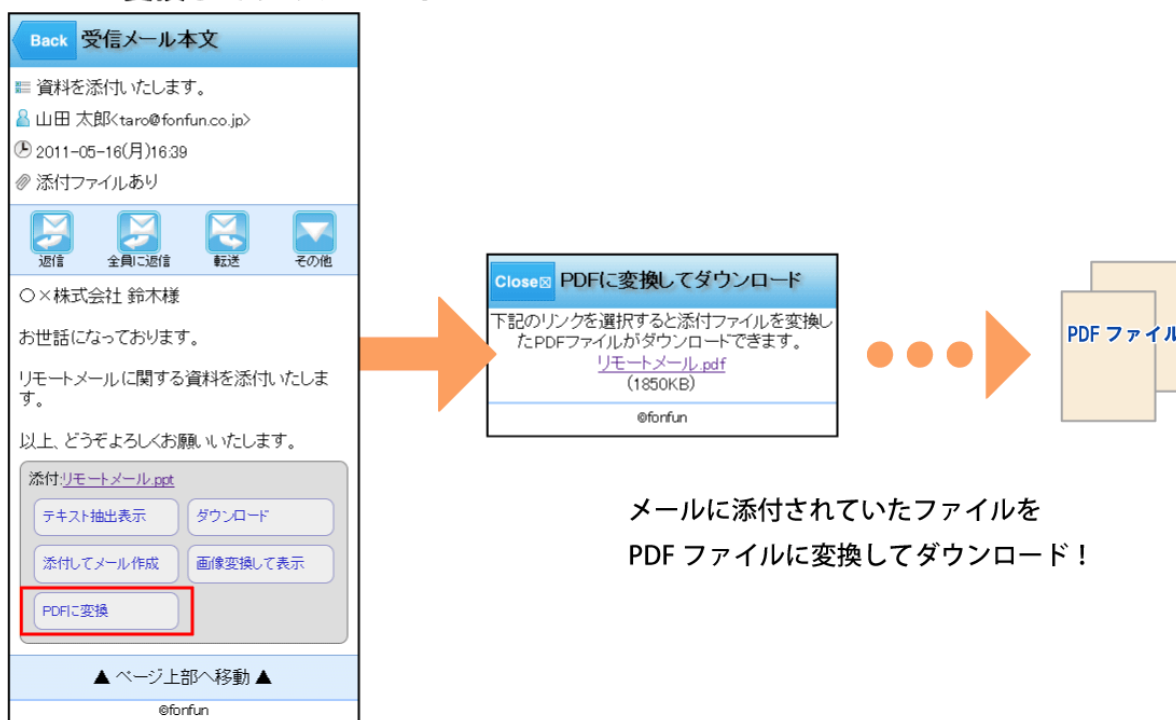 Back 受信メール本文
資料を添付いたします。
山田 太郎<taro@fonfun.co.jp>
2011-05-16(月)16:39
添付ファイルあり
返信 全員に返信 転送 その他
○×株式会社 鈴木様
お世話になっております。
リモートメールに関する資料を添付いたしま
す。
以上、どうぞよろしくお願いいたします。
添付:リモートメール.ppt
テキスト抽出表示 ダウンロード
添付してメール作成 画像変換して表示
PDFに変換
▲ ページ上部へ移動 ▲
©fonfun
Close☒ PDFに変換してダウンロード
下記のリンクを選択すると添付ファイルを変換し
たPDFファイルがダウンロードできます。
リモートメール.pdf
(1850KB)
©fonfun
PDF ファイル
メールに添付されていたファイルを
PDF ファイルに変換してダウンロード！